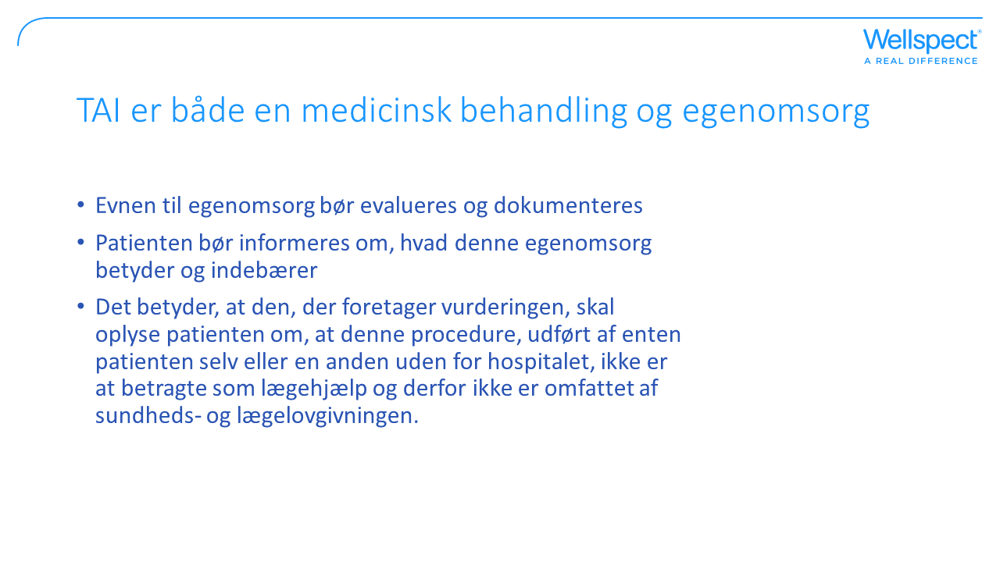 Wellspect®
A REAL DIFFERENCE
TAI er både en medicinsk behandling og egenomsorg
• Evnen til egenomsorg bør evalueres og dokumenteres
• Patienten bør informeres om, hvad denne egenomsorg
betyder og indebærer
• Det betyder, at den, der foretager vurderingen, skal
oplyse patienten om, at denne procedure, udført af enten
patienten selv eller en anden uden for hospitalet, ikke er
at betragte som lægehjælp og derfor ikke er omfattet af
sundheds- og lægelovgivningen.